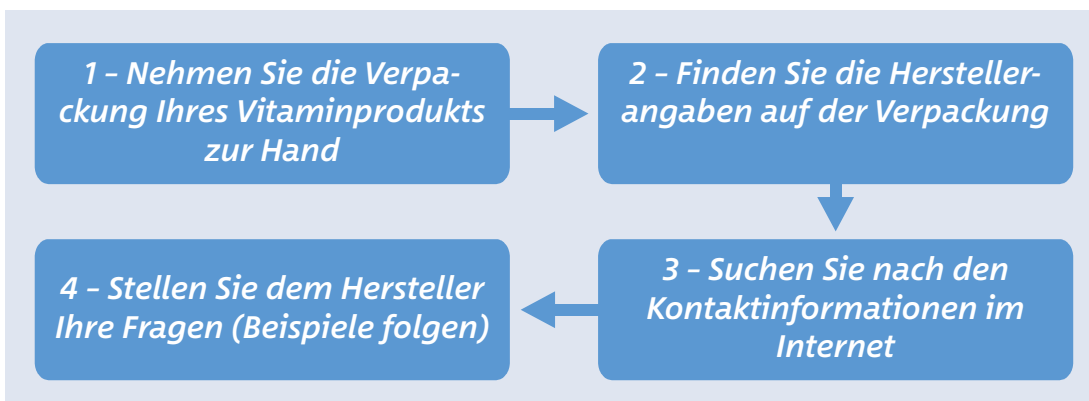 1 – Nehmen Sie die Verpa-
ckung Ihres Vitaminprodukts
zur Hand
2 – Finden Sie die Hersteller-
angaben auf der Verpackung
3 – Suchen Sie nach den
Kontaktinformationen im
Internet
4 – Stellen Sie dem Hersteller
Ihre Fragen (Beispiele folgen)